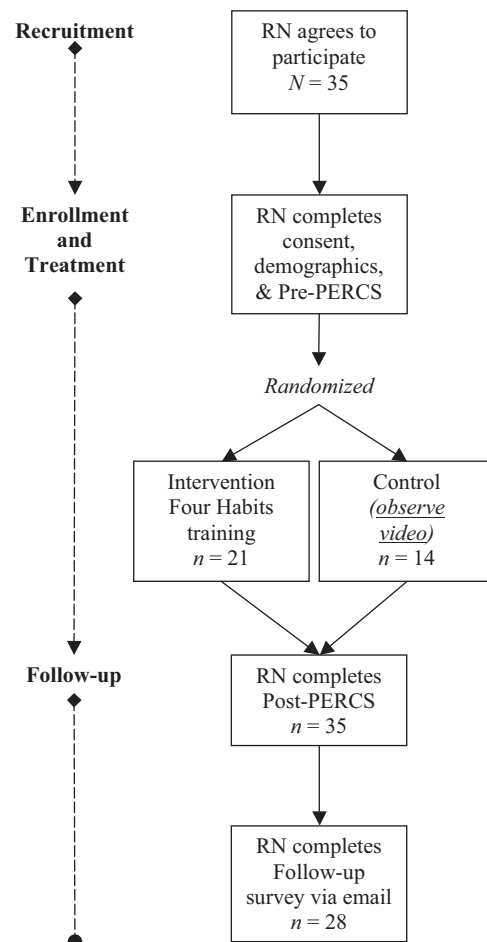 Recruitment
RN agrees to
participate
N = 35
Enrollment
and
Treatment
RN completes
consent,
demographics,
& Pre-PERCS
Randomized
Intervention
Four Habits
training
n = 21
Control
(observe
video)
n = 14
Follow-up
RN completes
Post-PERCS
n = 35
RN completes
Follow-up
survey via email
n = 28